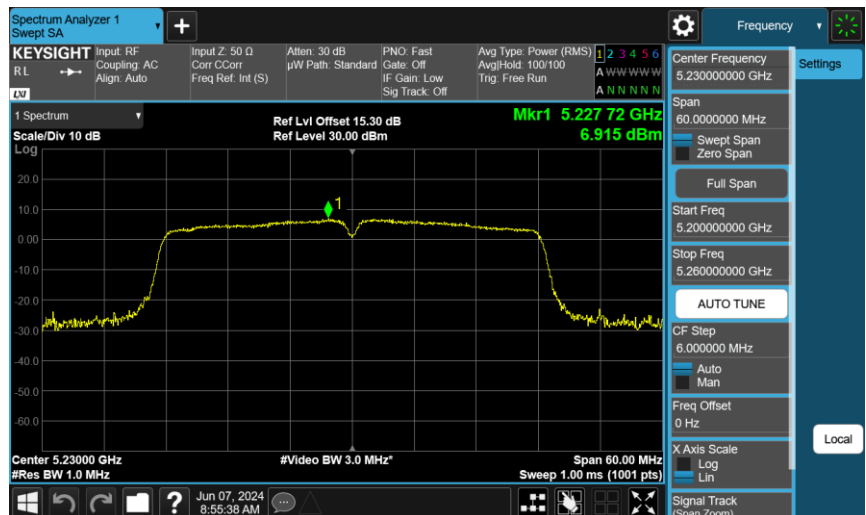 Spectrum Analyzer 1
Swept SA
+
Frequency
KEYSIGHT
RL
LXI
Input: RF
Coupling: AC
Align: Auto
Input Z: 50 Ω
Corr CCorr
Freq Ref: Int (S)
Atten: 30 dB
µW Path: Standard
PNO: Fast
Gate: Off
IF Gain: Low
Sig Track: Off
Avg Type: Power (RMS)
Avg|Hold: 100/100
Trig: Free Run
1 2 3 4 5 6
A W W W W W
A N N N N N
1 Spectrum
Scale/Div 10 dB
Log
Ref Lvl Offset 15.30 dB
Ref Level 30.00 dBm
Mkr1 5.227 72 GHz
6.915 dBm
1
20.0
10.0
0.00
-10.0
-20.0
-30.0
-40.0
-50.0
-60.0
Center 5.23000 GHz
#Res BW 1.0 MHz
#Video BW 3.0 MHz*
Span 60.00 MHz
Sweep 1.00 ms (1001 pts)
?
Jun 07, 2024
8:55:38 AM
Center Frequency
5.230000000 GHz
Span
60.0000000 MHz
Swept Span
Zero Span
Full Span
Start Freq
5.200000000 GHz
Stop Freq
5.260000000 GHz
AUTO TUNE
CF Step
6.000000 MHz
Auto
Man
Freq Offset
0 Hz
X Axis Scale
Log
Lin
Signal Track
(Span Zoom)
Settings
Local